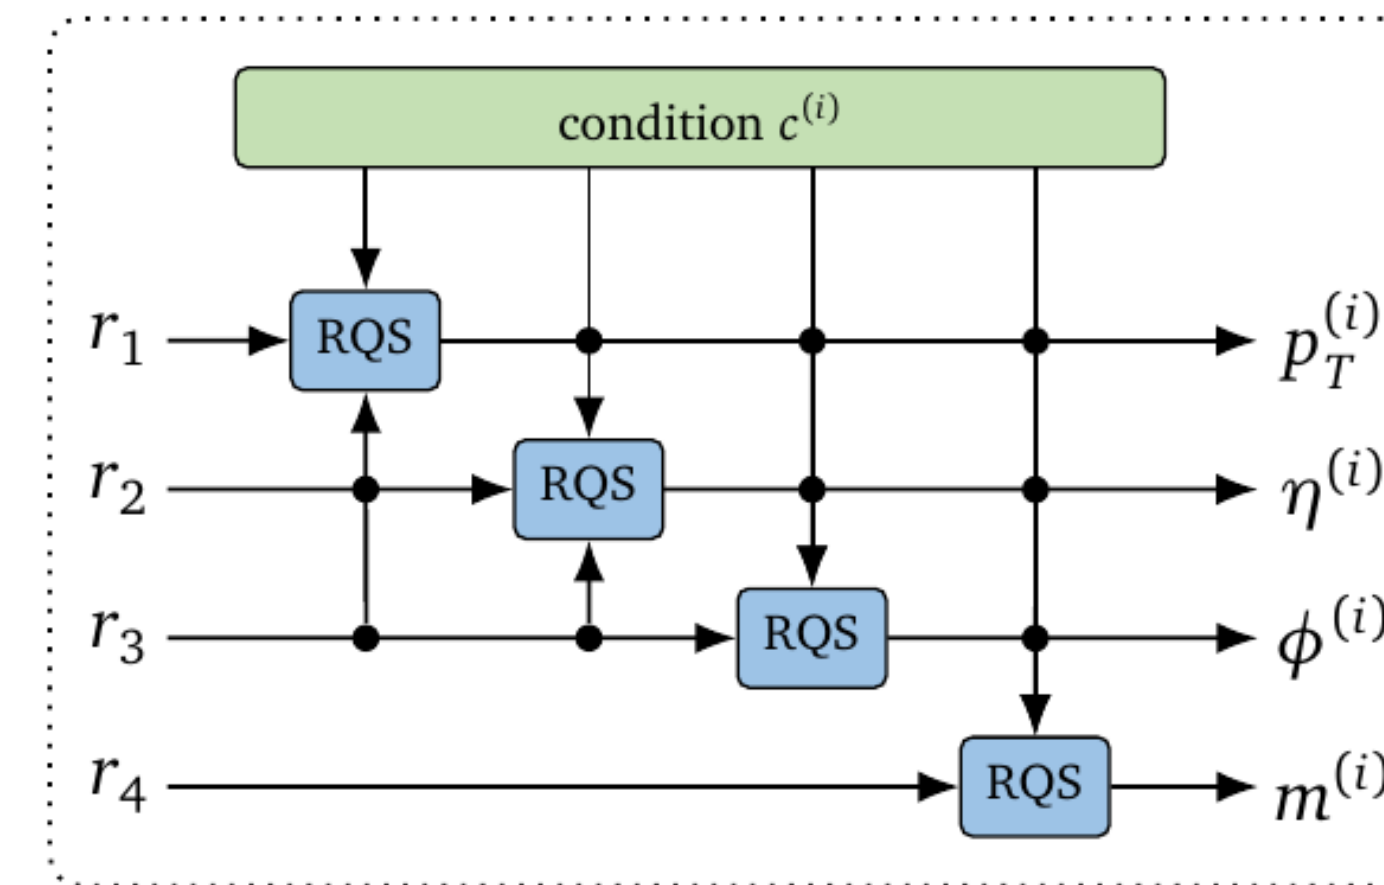 condition c^(i)
r_1 RQS p_T^(i)
r_2 RQS η^(i)
r_3 RQS ϕ^(i)
r_4 RQS m^(i)